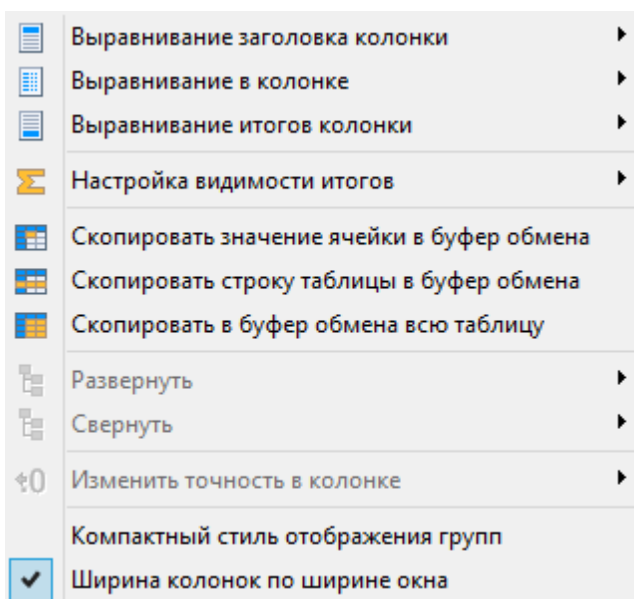 Выравнивание заголовка колонки
Выравнивание в колонке
Выравнивание итогов колонки
Настройка видимости итогов
Скопировать значение ячейки в буфер обмена
Скопировать строку таблицы в буфер обмена
Скопировать в буфер обмена всю таблицу
Развернуть
Свернуть
Изменить точность в колонке
Компактный стиль отображения групп
Ширина колонок по ширине окна